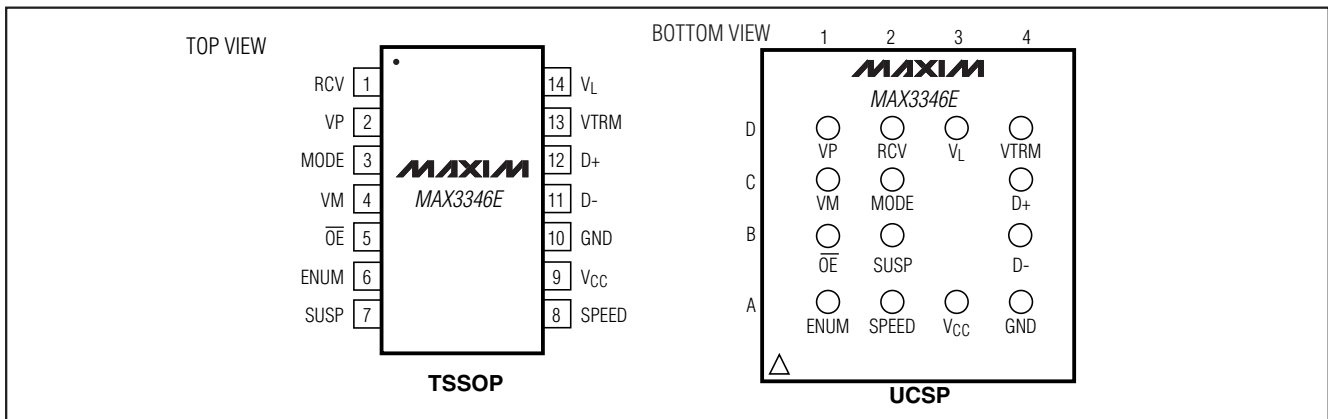 TOP VIEW
RCV 1
VP 2
MODE 3
VM 4
OE 5
ENUM 6
SUSP 7
MAXIM
MAX3346E
14 VL
13 VTRM
12 D+
11 D-
10 GND
9 VCC
8 SPEED
TSSOP
BOTTOM VIEW 1 2 3 4
MAXIM
MAX3346E
D
VP RCV VL VTRM
C
VM MODE D+
B
OE SUSP D-
A
ENUM SPEED VCC GND
UCSP